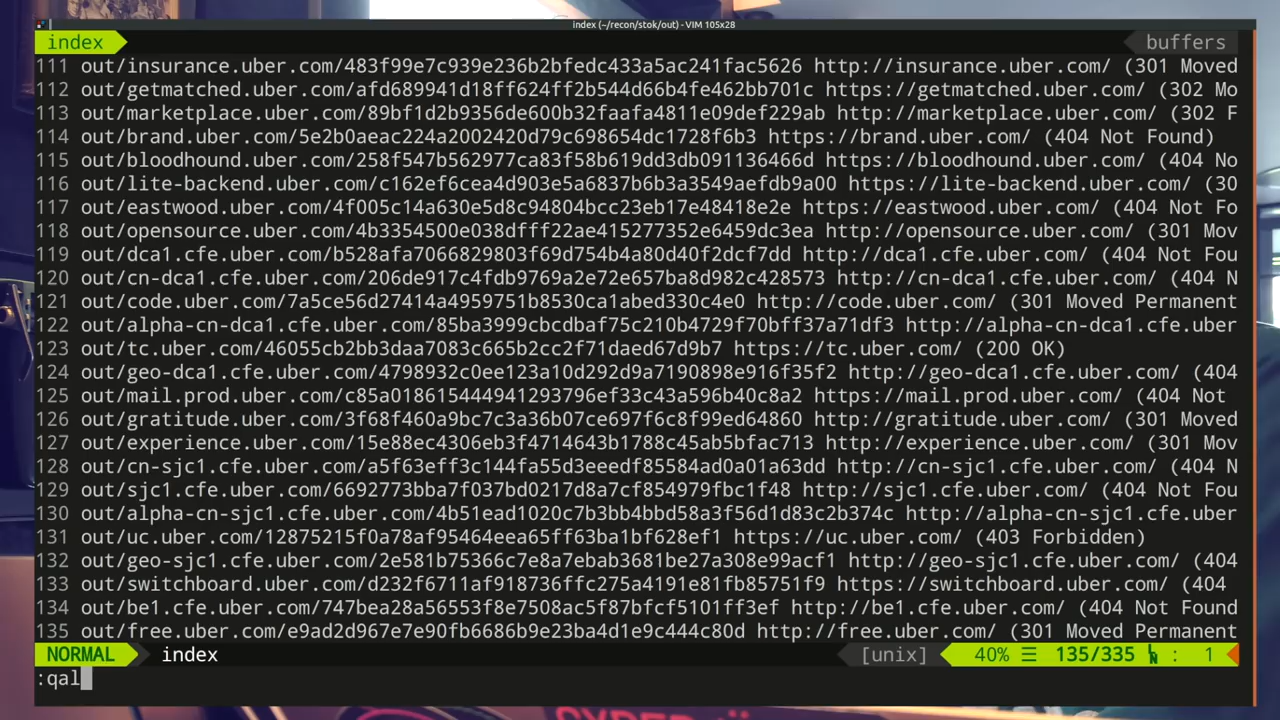 index (~/recon/stok/out) - VIM 105x28
index buffers
111 out/insurance.uber.com/483f99e7c939e236b2bfedc433a5ac241fac5626 http://insurance.uber.com/ (301 Moved
112 out/getmatched.uber.com/afd689941d18ff624ff2b544d66b4fe462bb701c https://getmatched.uber.com/ (302 Mo
113 out/marketplace.uber.com/89bf1d2b9356de600b32faafa4811e09def229ab http://marketplace.uber.com/ (302 F
114 out/brand.uber.com/5e2b0aeac224a2002420d79c698654dc1728f6b3 https://brand.uber.com/ (404 Not Found)
115 out/bloodhound.uber.com/258f547b562977ca83f58b619dd3db091136466d https://bloodhound.uber.com/ (404 No
116 out/lite-backend.uber.com/c162ef6cea4d903e5a6837b6b3a3549aefdb9a00 https://lite-backend.uber.com/ (30
117 out/eastwood.uber.com/4f005c14a630e5d8c94804bcc23eb17e48418e2e https://eastwood.uber.com/ (404 Not Fo
118 out/opensource.uber.com/4b3354500e038dfff22ae415277352e6459dc3ea http://opensource.uber.com/ (301 Mov
119 out/dca1.cfe.uber.com/b528afa7066829803f69d754b4a80d40f2dcf7dd http://dca1.cfe.uber.com/ (404 Not Fou
120 out/cn-dca1.cfe.uber.com/206de917c4fdb9769a2e72e657ba8d982c428573 http://cn-dca1.cfe.uber.com/ (404 N
121 out/code.uber.com/7a5ce56d27414a4959751b8530ca1abed330c4e0 http://code.uber.com/ (301 Moved Permanent
122 out/alpha-cn-dca1.cfe.uber.com/85ba3999cbcdbaf75c210b4729f70bff37a71df3 http://alpha-cn-dca1.cfe.uber
123 out/tc.uber.com/46055cb2bb3daa7083c665b2cc2f71daed67d9b7 https://tc.uber.com/ (200 OK)
124 out/geo-dca1.cfe.uber.com/4798932c0ee123a10d292d9a7190898e916f35f2 http://geo-dca1.cfe.uber.com/ (404
125 out/mail.prod.uber.com/c85a018615444941293796ef33c43a596b40c8a2 https://mail.prod.uber.com/ (404 Not
126 out/gratitude.uber.com/3f68f460a9bc7c3a36b07ce697f6c8f99ed64860 http://gratitude.uber.com/ (301 Moved
127 out/experience.uber.com/15e88ec4306eb3f4714643b1788c45ab5bfac713 http://experience.uber.com/ (301 Mov
128 out/cn-sjc1.cfe.uber.com/a5f63eff3c144fa55d3eeedf85584ad0a01a63dd http://cn-sjc1.cfe.uber.com/ (404 N
129 out/sjc1.cfe.uber.com/6692773bba7f037bd0217d8a7cf854979fbc1f48 http://sjc1.cfe.uber.com/ (404 Not Fou
130 out/alpha-cn-sjc1.cfe.uber.com/4b51ead1020c7b3bb4bbd58a3f56d1d83c2b374c http://alpha-cn-sjc1.cfe.uber
131 out/uc.uber.com/12875215f0a78af95464eea65ff63ba1bf628ef1 https://uc.uber.com/ (403 Forbidden)
132 out/geo-sjc1.cfe.uber.com/2e581b75366c7e8a7ebab3681be27a308e99acf1 http://geo-sjc1.cfe.uber.com/ (404
133 out/switchboard.uber.com/d232f6711af918736ffc275a4191e81fb85751f9 https://switchboard.uber.com/ (404
134 out/be1.cfe.uber.com/747bea28a56553f8e7508ac5f87bfcf5101ff3ef http://be1.cfe.uber.com/ (404 Not Found
135 out/free.uber.com/e9ad2d967e7e90fb6686b9e23ba4d1e9c444c80d http://free.uber.com/ (301 Moved Permanent
NORMAL index [unix] 40% ☰ 135/335 : 1
:qal